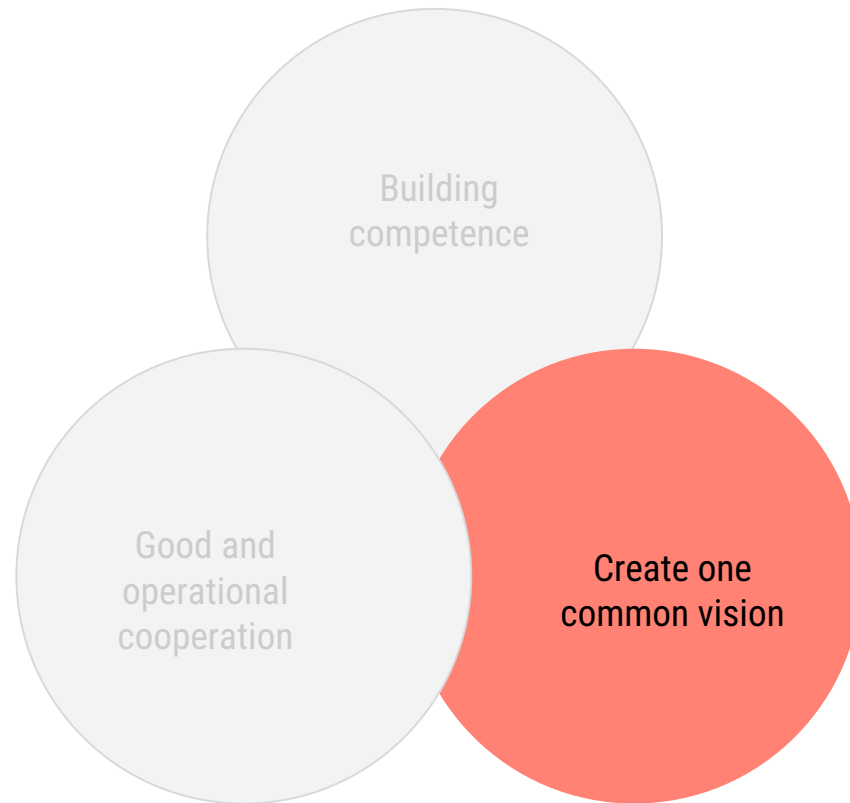 Building
competence
Good and
operational
cooperation
Create one
common vision